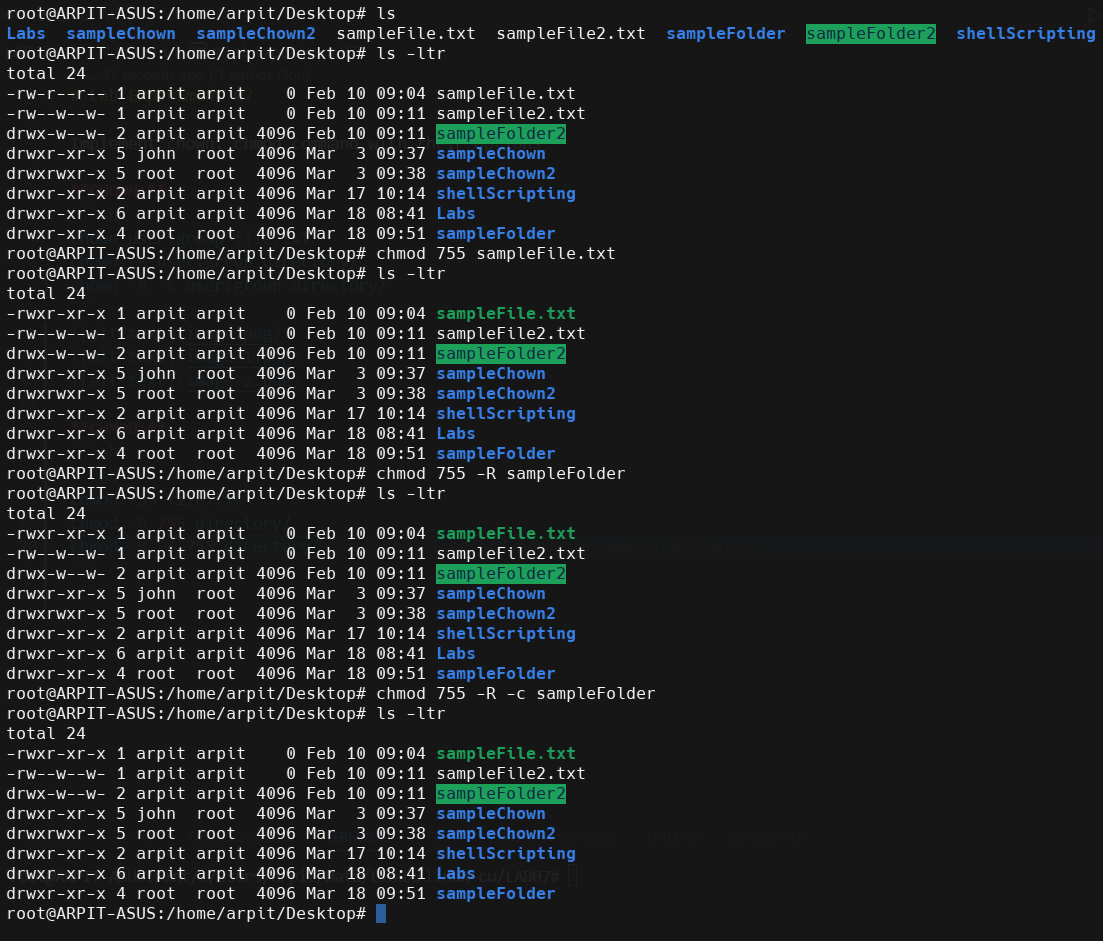 root@ARPIT-ASUS:/home/arpit/Desktop# ls
Labs  sampleChown  sampleChown2  sampleFile.txt  sampleFile2.txt  sampleFolder  sampleFolder2  shellScripting
root@ARPIT-ASUS:/home/arpit/Desktop# ls -ltr
total 24
-rw-r--r-- 1 arpit arpit    0 Feb 10 09:04 sampleFile.txt
-rw--w--w- 1 arpit arpit    0 Feb 10 09:11 sampleFile2.txt
drwx-w--w- 2 arpit arpit 4096 Feb 10 09:11 sampleFolder2
drwxr-xr-x 5 john  root  4096 Mar  3 09:37 sampleChown
drwxrwxr-x 5 root  root  4096 Mar  3 09:38 sampleChown2
drwxr-xr-x 2 arpit arpit 4096 Mar 17 10:14 shellScripting
drwxr-xr-x 6 arpit arpit 4096 Mar 18 08:41 Labs
drwxr-xr-x 4 root  root  4096 Mar 18 09:51 sampleFolder
root@ARPIT-ASUS:/home/arpit/Desktop# chmod 755 sampleFile.txt
root@ARPIT-ASUS:/home/arpit/Desktop# ls -ltr
total 24
-rwxr-xr-x 1 arpit arpit    0 Feb 10 09:04 sampleFile.txt
-rw--w--w- 1 arpit arpit    0 Feb 10 09:11 sampleFile2.txt
drwx-w--w- 2 arpit arpit 4096 Feb 10 09:11 sampleFolder2
drwxr-xr-x 5 john  root  4096 Mar  3 09:37 sampleChown
drwxrwxr-x 5 root  root  4096 Mar  3 09:38 sampleChown2
drwxr-xr-x 2 arpit arpit 4096 Mar 17 10:14 shellScripting
drwxr-xr-x 6 arpit arpit 4096 Mar 18 08:41 Labs
drwxr-xr-x 4 root  root  4096 Mar 18 09:51 sampleFolder
root@ARPIT-ASUS:/home/arpit/Desktop# chmod 755 -R sampleFolder
root@ARPIT-ASUS:/home/arpit/Desktop# ls -ltr
total 24
-rwxr-xr-x 1 arpit arpit    0 Feb 10 09:04 sampleFile.txt
-rw--w--w- 1 arpit arpit    0 Feb 10 09:11 sampleFile2.txt
drwx-w--w- 2 arpit arpit 4096 Feb 10 09:11 sampleFolder2
drwxr-xr-x 5 john  root  4096 Mar  3 09:37 sampleChown
drwxrwxr-x 5 root  root  4096 Mar  3 09:38 sampleChown2
drwxr-xr-x 2 arpit arpit 4096 Mar 17 10:14 shellScripting
drwxr-xr-x 6 arpit arpit 4096 Mar 18 08:41 Labs
drwxr-xr-x 4 root  root  4096 Mar 18 09:51 sampleFolder
root@ARPIT-ASUS:/home/arpit/Desktop# chmod 755 -R -c sampleFolder
root@ARPIT-ASUS:/home/arpit/Desktop# ls -ltr
total 24
-rwxr-xr-x 1 arpit arpit    0 Feb 10 09:04 sampleFile.txt
-rw--w--w- 1 arpit arpit    0 Feb 10 09:11 sampleFile2.txt
drwx-w--w- 2 arpit arpit 4096 Feb 10 09:11 sampleFolder2
drwxr-xr-x 5 john  root  4096 Mar  3 09:37 sampleChown
drwxrwxr-x 5 root  root  4096 Mar  3 09:38 sampleChown2
drwxr-xr-x 2 arpit arpit 4096 Mar 17 10:14 shellScripting
drwxr-xr-x 6 arpit arpit 4096 Mar 18 08:41 Labs
drwxr-xr-x 4 root  root  4096 Mar 18 09:51 sampleFolder
root@ARPIT-ASUS:/home/arpit/Desktop#